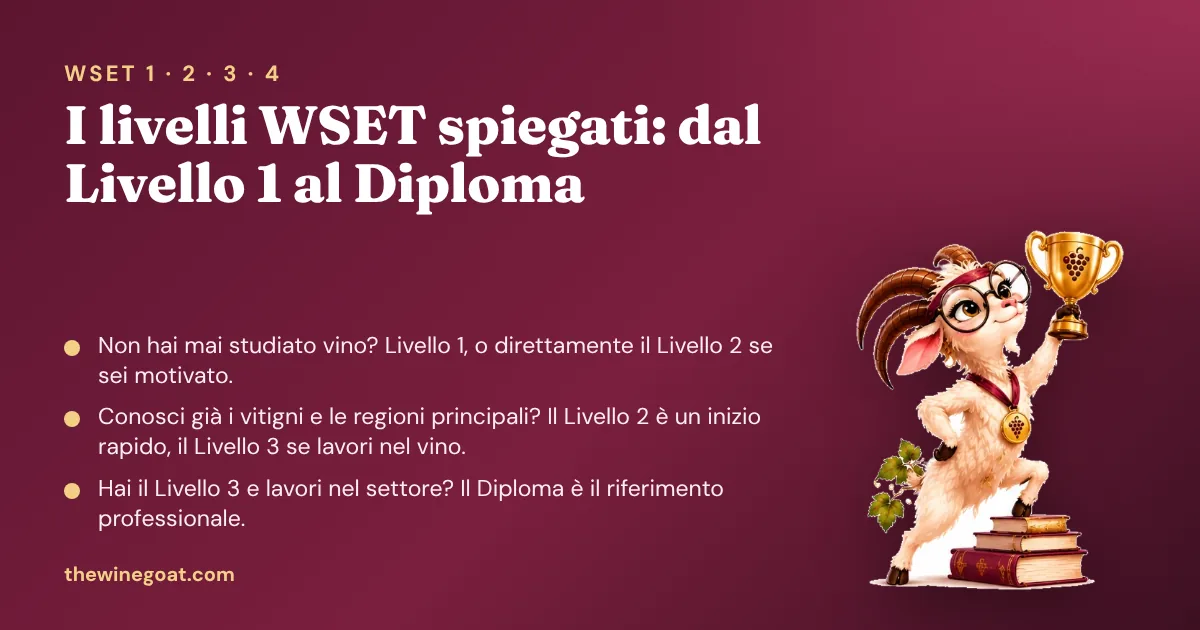 WSET 1 · 2 · 3 · 4
I livelli WSET spiegati: dal
Livello 1 al Diploma
Non hai mai studiato vino? Livello 1, o direttamente il Livello 2 se
sei motivato.
Conosci già i vitigni e le regioni principali? Il Livello 2 è un inizio
rapido, il Livello 3 se lavori nel vino.
Hai il Livello 3 e lavori nel settore? Il Diploma è il riferimento
professionale.
thewinegoat.com